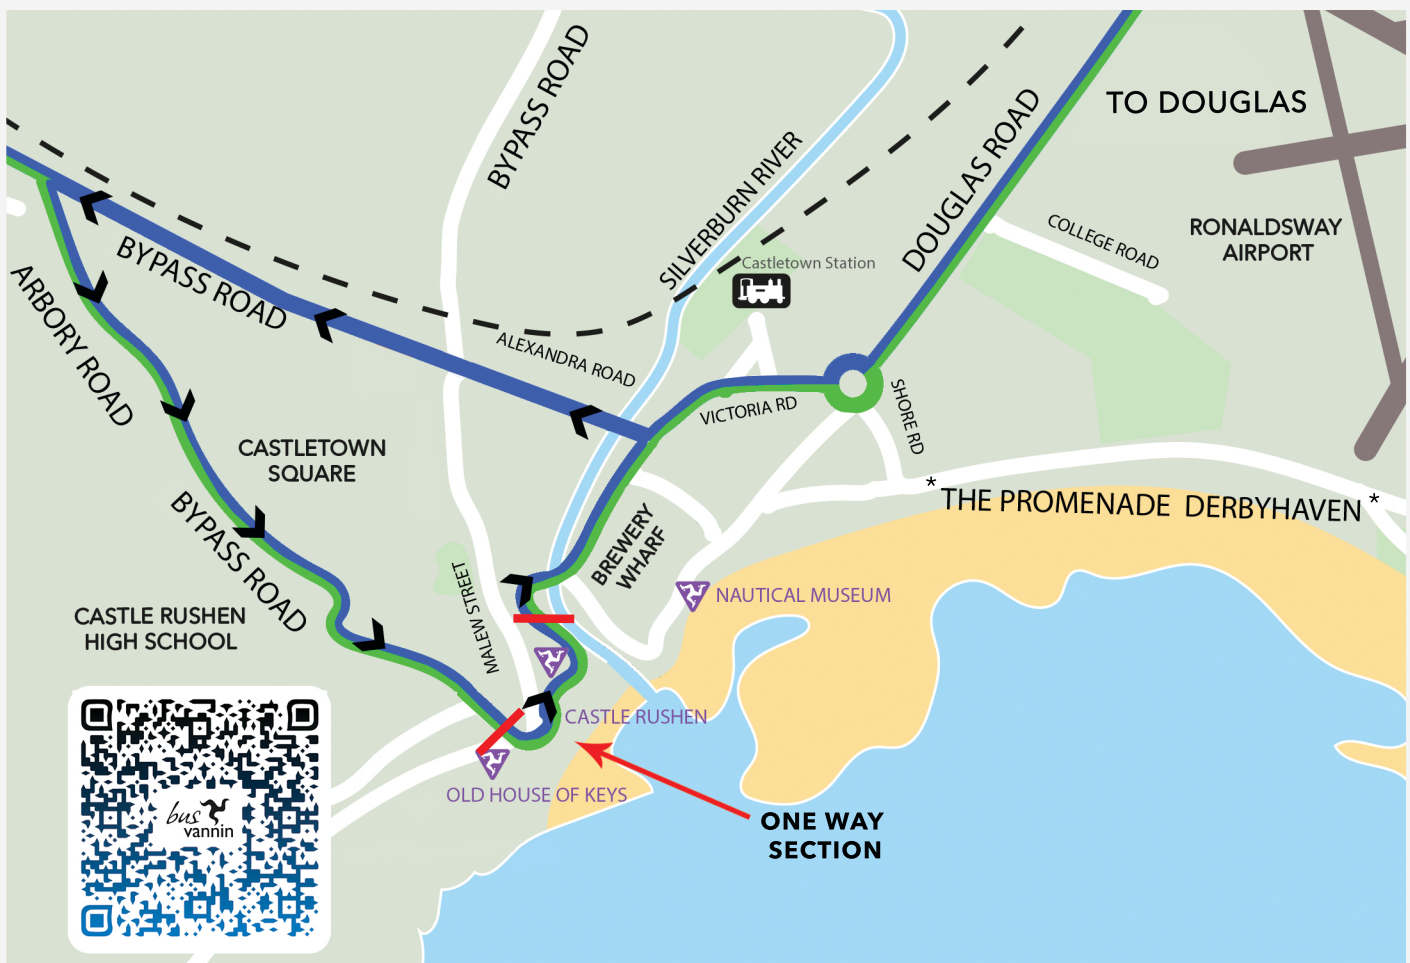 BYPASS ROAD
TO DOUGLAS
DOUGLAS ROAD
SILVERBURN RIVER
COLLEGE ROAD
RONALDSWAY
AIRPORT
Castletown Station
BYPASS ROAD
ARBORY ROAD
ALEXANDRA ROAD
VICTORIA RD
SHORE RD
CASTLETOWN
SQUARE
* THE PROMENADE DERBYHAVEN *
BYPASS ROAD
BREWERY
WHARF
MALEW STREET
NAUTICAL MUSEUM
CASTLE RUSHEN
HIGH SCHOOL
CASTLE RUSHEN
OLD HOUSE OF KEYS
bus
vannin
ONE WAY
SECTION